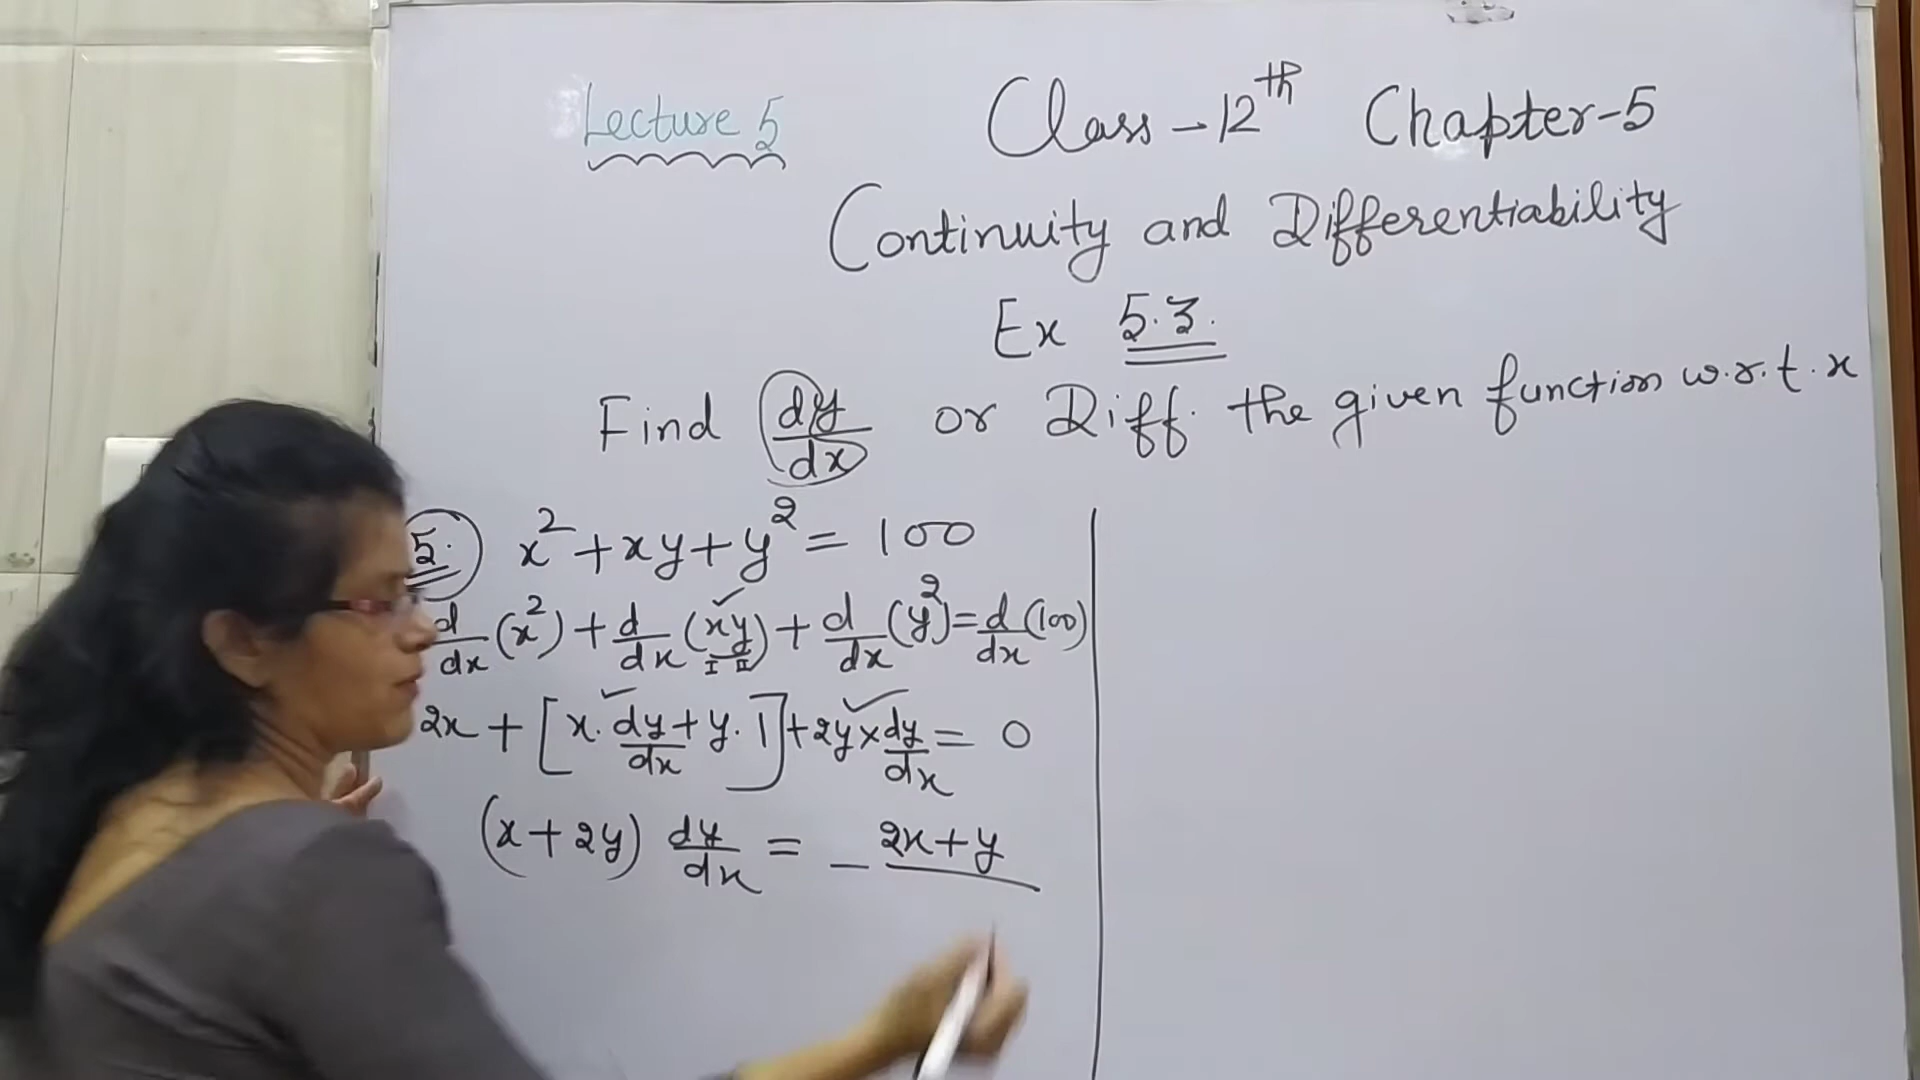 Lecture 5
Class - 12th Chapter-5
Continuity and Differentiability
Ex 5.3.
Find dy/dx or Diff. the given function w.r.t. x
5. x² + xy + y² = 100
d/dx (x²) + d/dx (xy) + d/dx (y²) = d/dx (100)
I II
2x + [x. dy/dx + y. 1] + 2y × dy/dx = 0
(x + 2y) dy/dx = - 2x + y